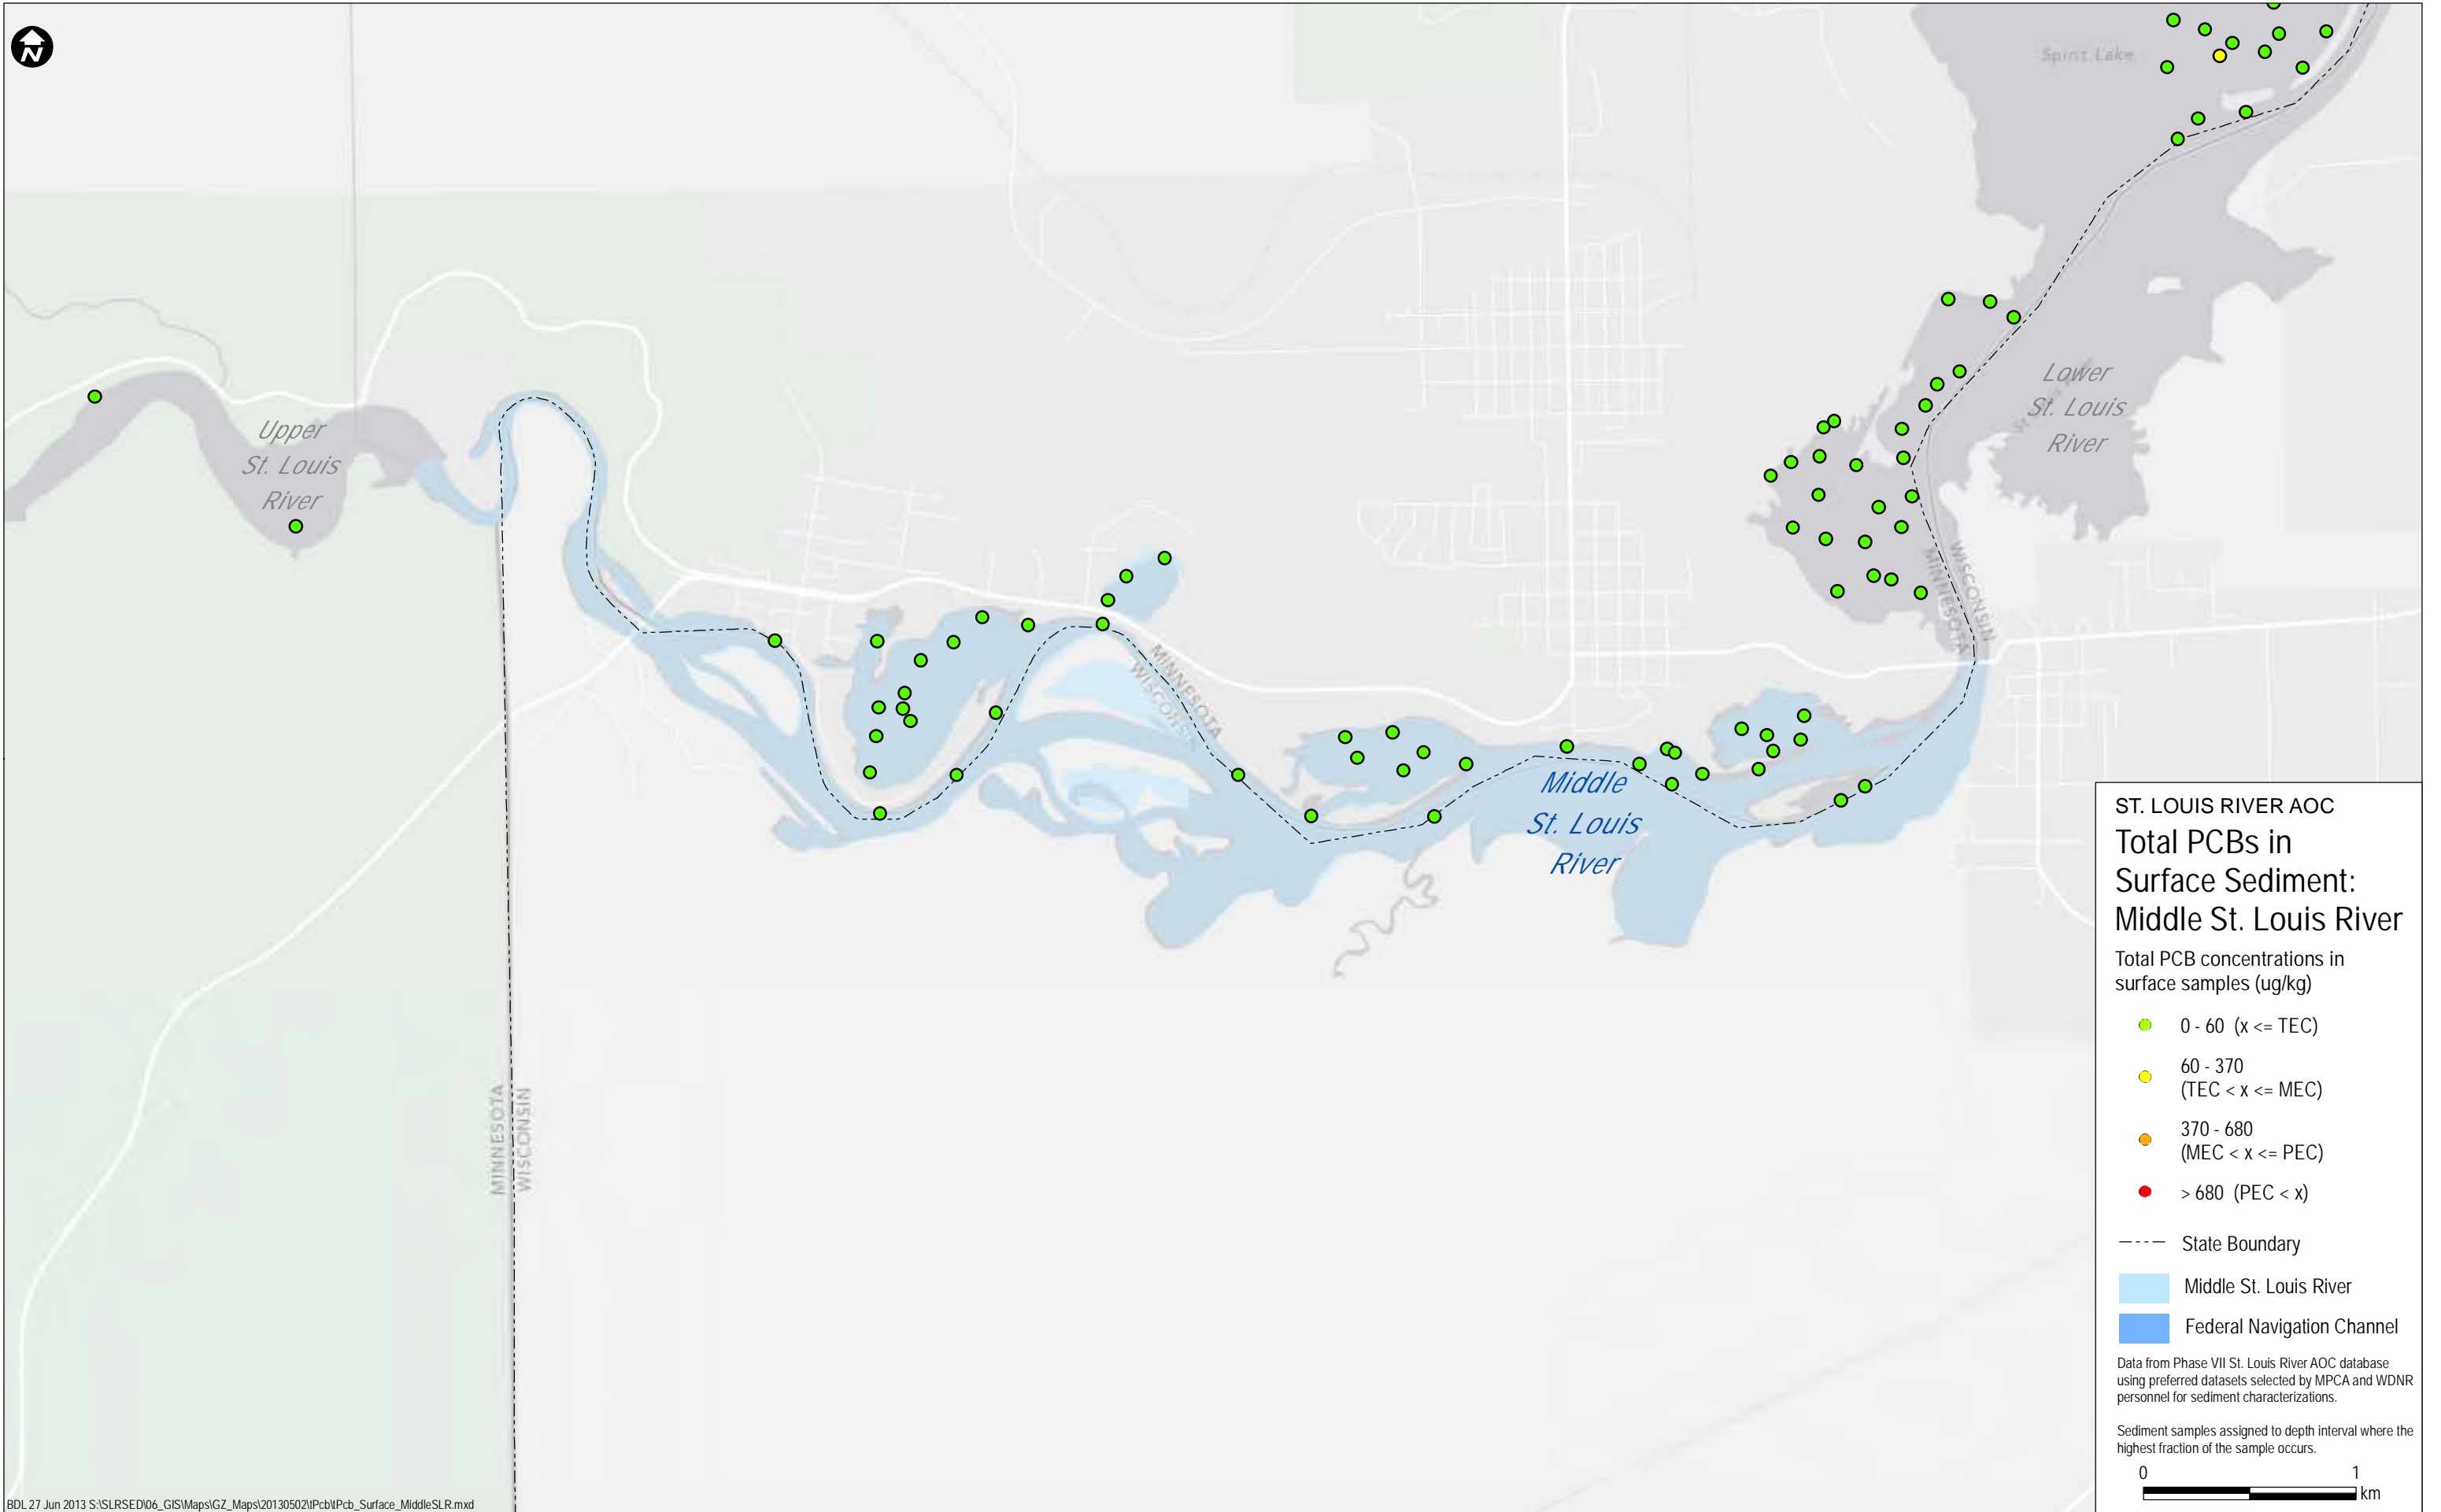 N
Spirit Lake
Upper
St. Louis
River
Lower
St. Louis
River
WISCONSIN
MINNESOTA
MINNESOTA
WISCONSIN
Middle
St. Louis
River
MINNESOTA
WISCONSIN
ST. LOUIS RIVER AOC
Total PCBs in
Surface Sediment:
Middle St. Louis River
Total PCB concentrations in
surface samples (ug/kg)
0 - 60 (x <= TEC)
60 - 370
(TEC < x <= MEC)
370 - 680
(MEC < x <= PEC)
> 680 (PEC < x)
State Boundary
Middle St. Louis River
Federal Navigation Channel
Data from Phase VII St. Louis River AOC database
using preferred datasets selected by MPCA and WDNR
personnel for sediment characterizations.
Sediment samples assigned to depth interval where the
highest fraction of the sample occurs.
0 1
km
BDL 27 Jun 2013 S:\SLRSED\06_GIS\Maps\GZ_Maps\20130502\tPcb\tPcb_Surface_MiddleSLR.mxd